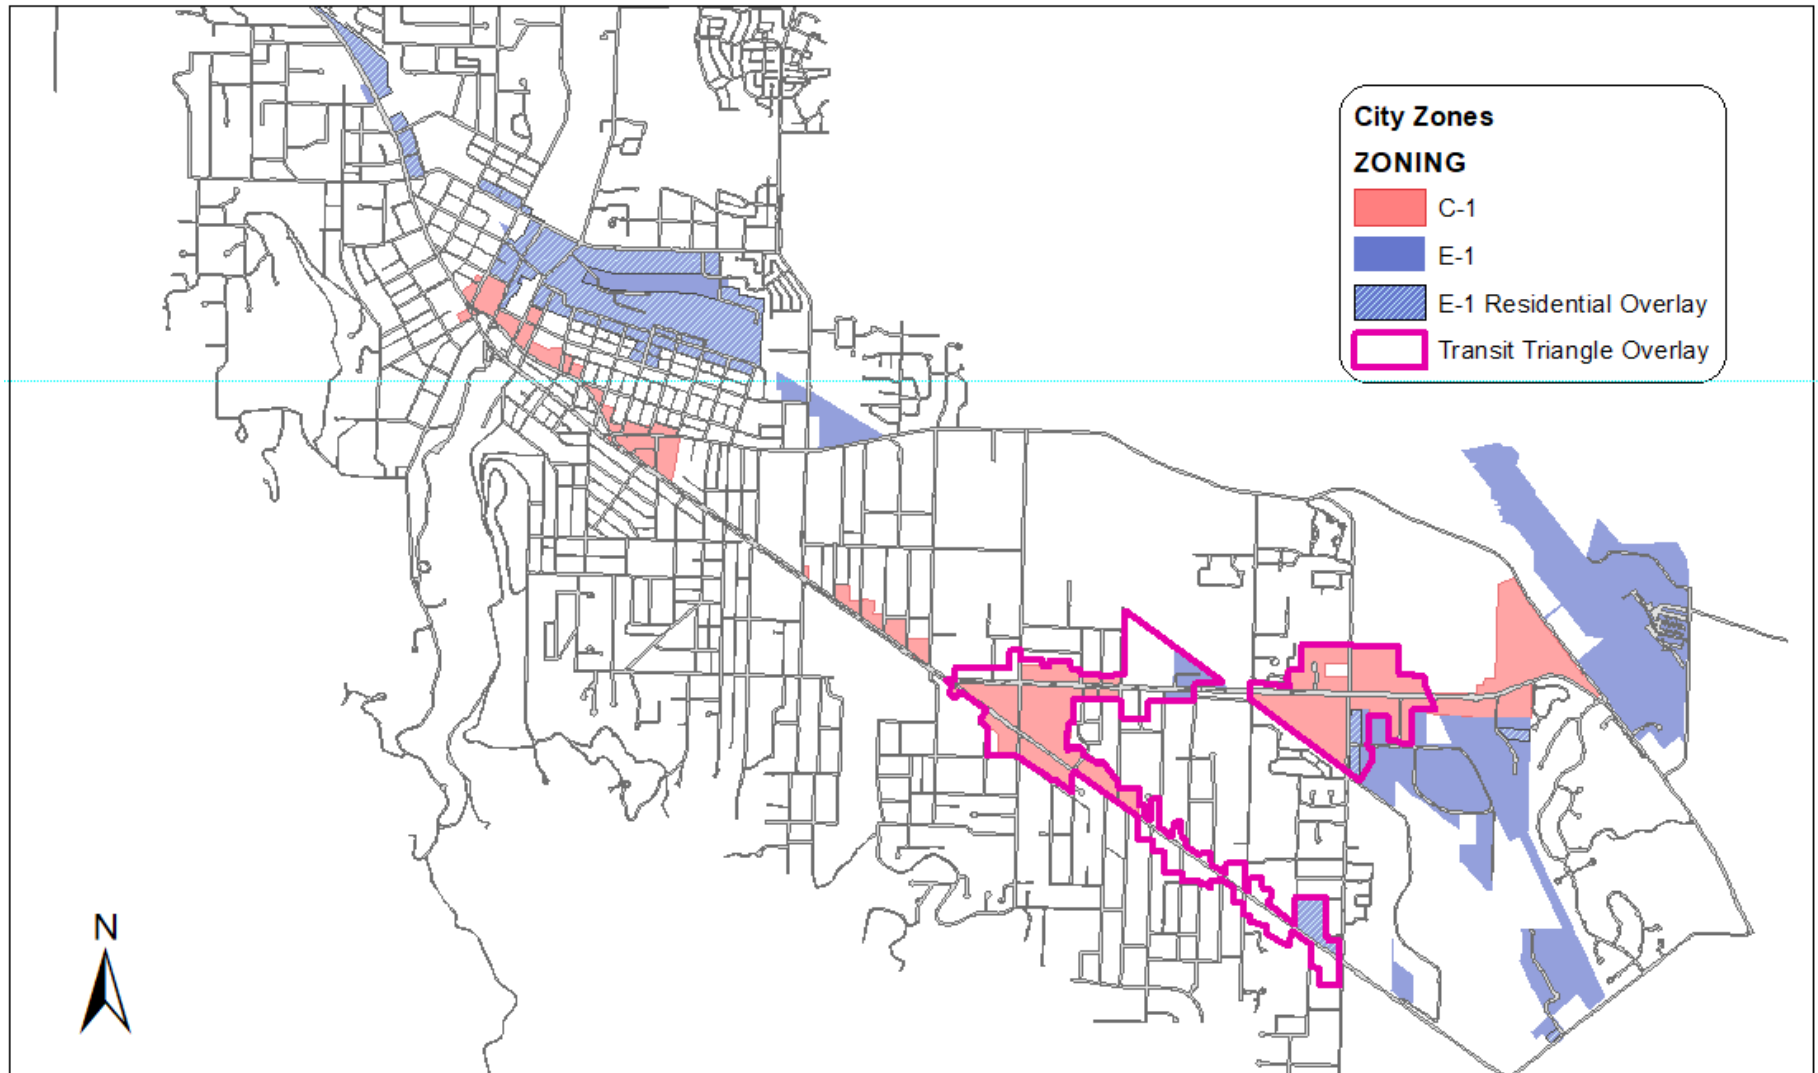 City Zones
ZONING
C-1
E-1
E-1 Residential Overlay
Transit Triangle Overlay
N